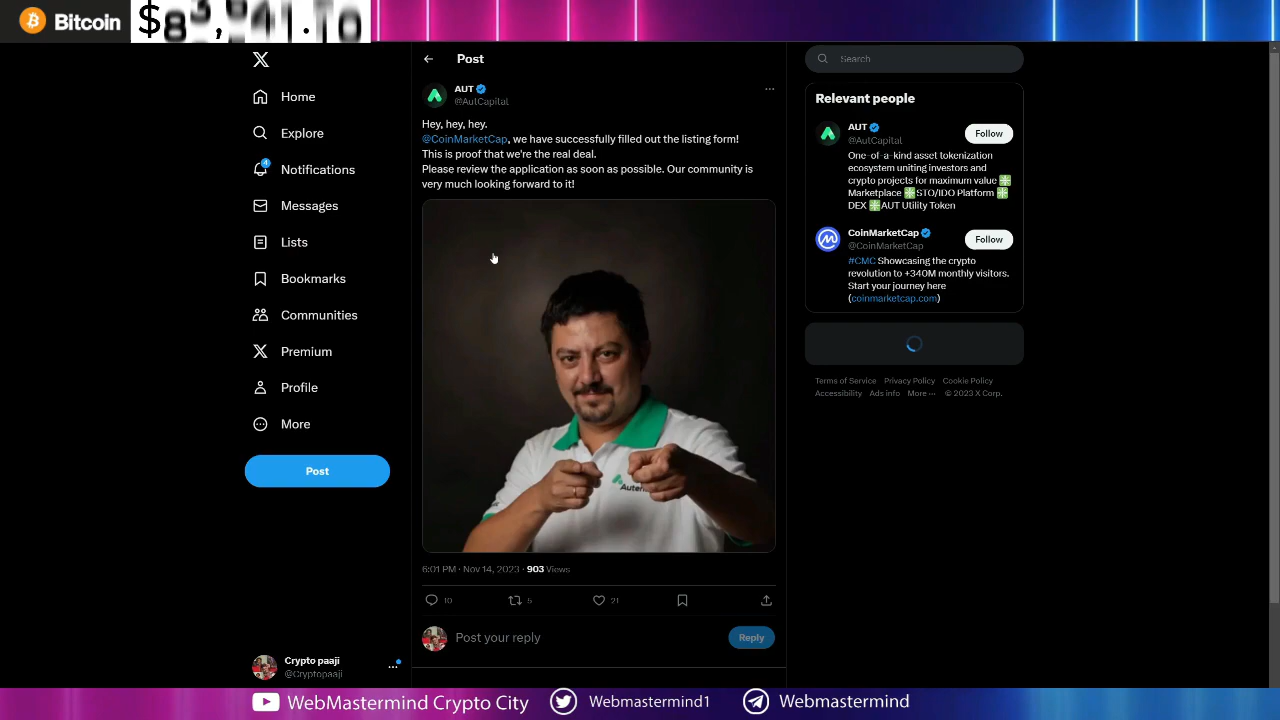 Bitcoin
Post
Search
Home
Explore
4
Notifications
Messages
Lists
Bookmarks
Communities
Premium
Profile
More
Post
Crypto paaji
@Cryptopaaji
AUT
@AutCapital
Hey, hey, hey.
@CoinMarketCap, we have successfully filled out the listing form!
This is proof that we're the real deal.
Please review the application as soon as possible. Our community is
very much looking forward to it!
6:01 PM · Nov 14, 2023 · 903 Views
10 5 21
Post your reply Reply
Relevant people
AUT
@AutCapital
Follow
One-of-a-kind asset tokenization
ecosystem uniting investors and
crypto projects for maximum value
Marketplace STO/IDO Platform
DEX AUT Utility Token
CoinMarketCap
@CoinMarketCap
Follow
#CMC Showcasing the crypto
revolution to +340M monthly visitors.
Start your journey here
(coinmarketcap.com)
Terms of Service Privacy Policy Cookie Policy
Accessibility Ads info More ··· © 2023 X Corp.
WebMastermind Crypto City Webmastermind1 Webmastermind